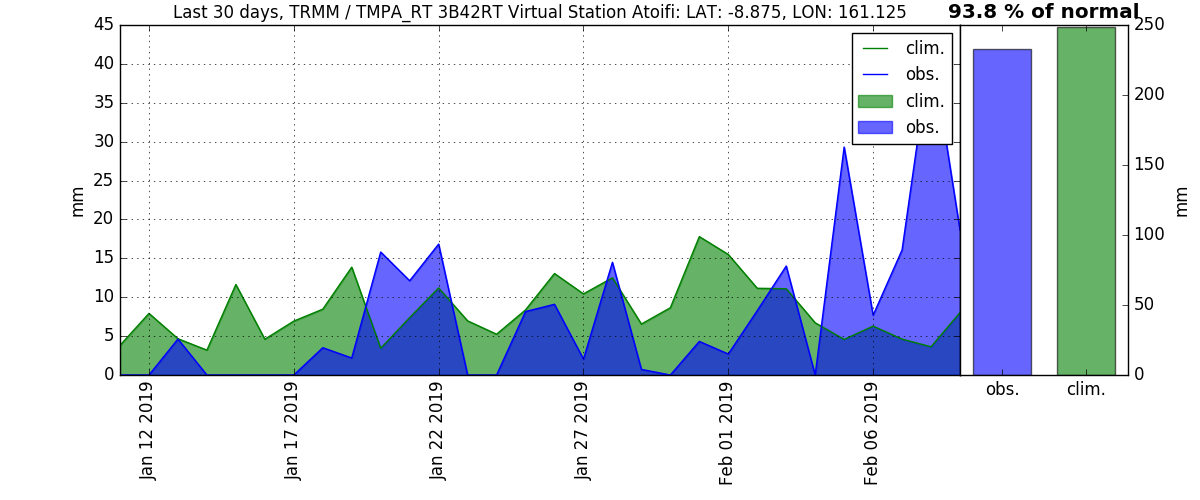 Last 30 days, TRMM / TMPA_RT 3B42RT Virtual Station Atoifi: LAT: -8.875, LON: 161.125
93.8 % of normal
45
40
35
30
25
20
15
10
5
0
mm
clim.
obs.
clim.
obs.
250
200
150
100
50
0
mm
obs.
clim.
Jan 12 2019
Jan 17 2019
Jan 22 2019
Jan 27 2019
Feb 01 2019
Feb 06 2019